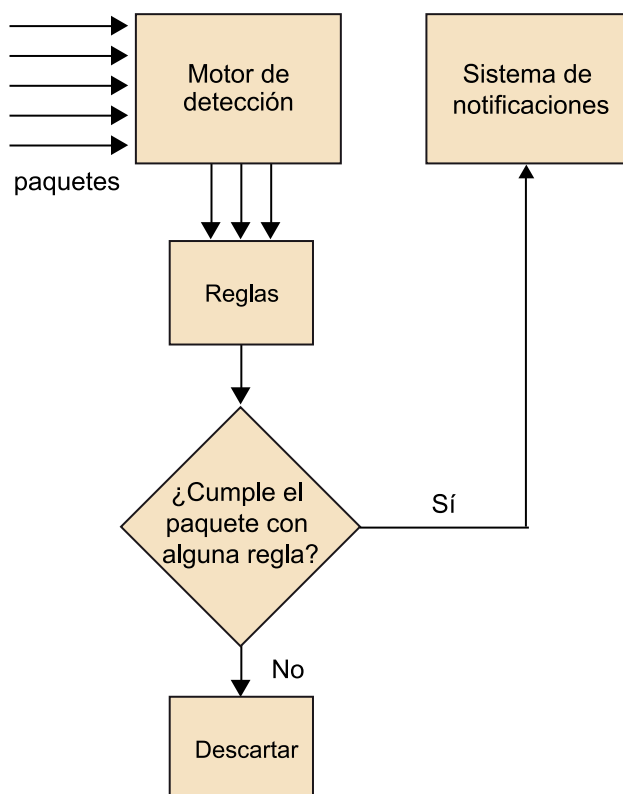 Motor de
detección
Sistema de
notificaciones
paquetes
Reglas
¿Cumple el
paquete con
alguna regla?
Sí
No
Descartar